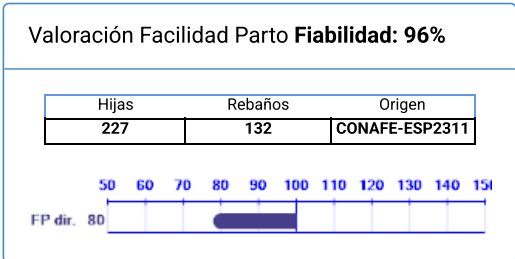 Valoración Facilidad Parto Fiabilidad: 96%
Hijas Rebaños Origen
227 132 CONAFE-ESP2311
50 60 70 80 90 100 110 120 130 140
FP dir. 80